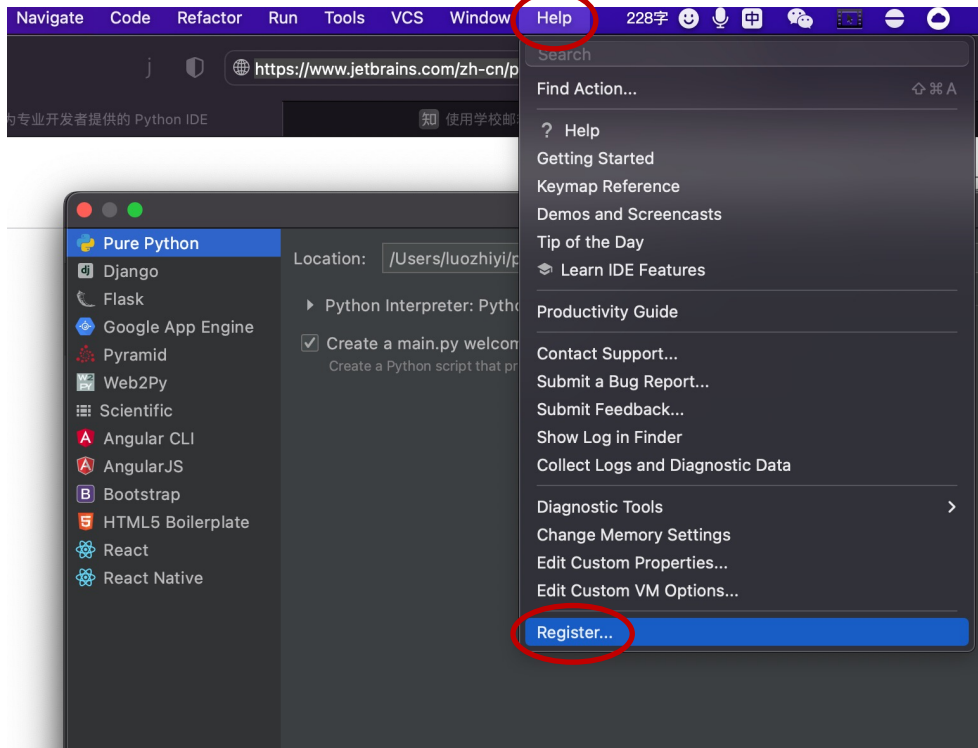 Navigate Code Refactor Run Tools VCS Window Help 228字 中
Search
j https://www.jetbrains.com/zh-cn/p
Find Action... ⇧⌘A
为专业开发者提供的 Python IDE 知 使用学校邮
? Help
Getting Started
Keymap Reference
Demos and Screencasts
Tip of the Day
Learn IDE Features
Productivity Guide
Contact Support...
Submit a Bug Report...
Submit Feedback...
Show Log in Finder
Collect Logs and Diagnostic Data
Diagnostic Tools
Change Memory Settings
Edit Custom Properties...
Edit Custom VM Options...
Register...
Pure Python
dj Django
Flask
Google App Engine
Pyramid
Web2Py
Scientific
Angular CLI
AngularJS
B Bootstrap
HTML5 Boilerplate
React
React Native
Location: /Users/luozhiyi/p
Python Interpreter: Pytho
Create a main.py welcom
Create a Python script that pr